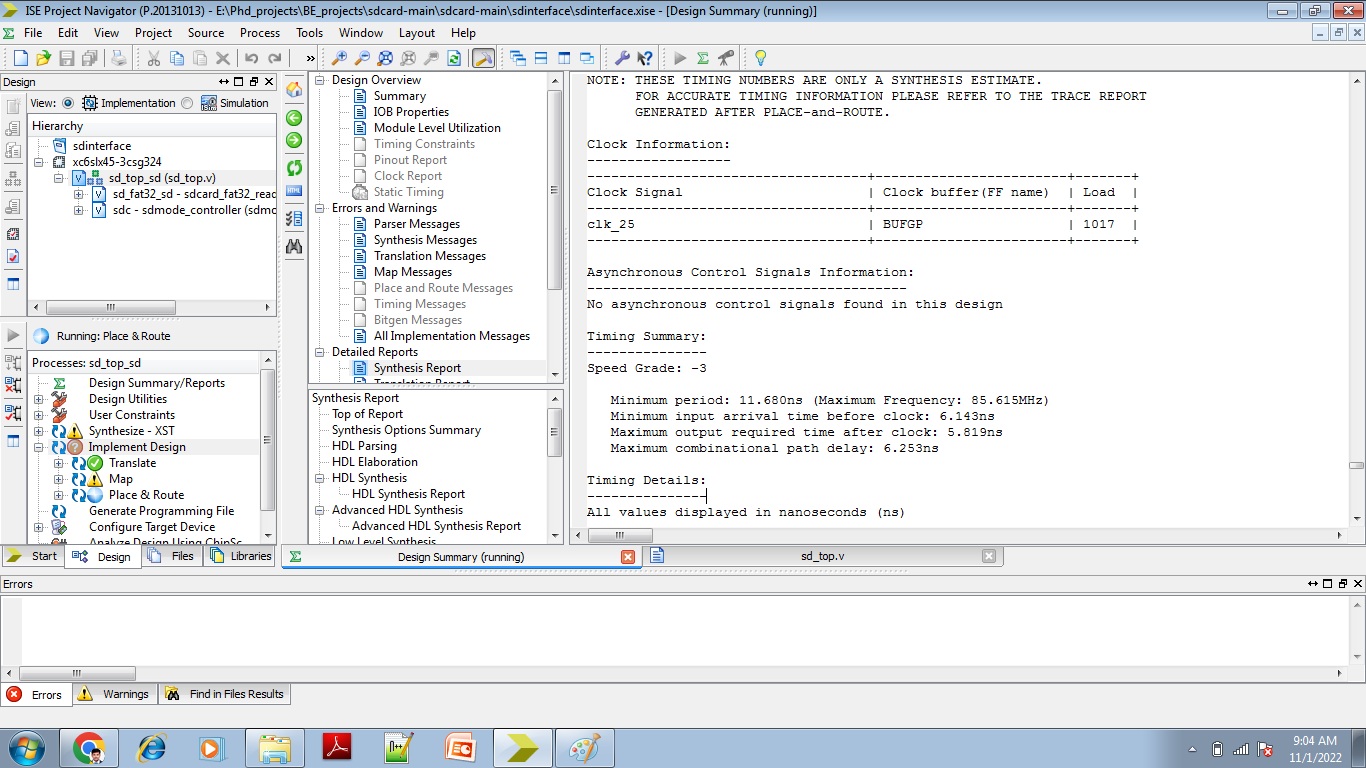 ISE Project Navigator (P.20131013) - E:\Phd_projects\BE_projects\sdcard-main\sdcard-main\sdinterface\sdinterface.xise - [Design Summary (running)]
File Edit View Project Source Process Tools Window Layout Help
»
Design
View: Implementation Simulation
Hierarchy
sdinterface
xc6slx45-3csg324
sd_top_sd (sd_top.v)
sd_fat32_sd - sdcard_fat32_read
sdc - sdmode_controller (sdmc
Running: Place & Route
Processes: sd_top_sd
Design Summary/Reports
Design Utilities
User Constraints
Synthesize - XST
Implement Design
Translate
Map
Place & Route
Generate Programming File
Configure Target Device
Analyze Design Using ChipSc
Start Design Files Libraries
Design Overview
Summary
IOB Properties
Module Level Utilization
Timing Constraints
Pinout Report
Clock Report
Static Timing
Errors and Warnings
Parser Messages
Synthesis Messages
Translation Messages
Map Messages
Place and Route Messages
Timing Messages
Bitgen Messages
All Implementation Messages
Detailed Reports
Synthesis Report
Translation Report
Synthesis Report
Top of Report
Synthesis Options Summary
HDL Parsing
HDL Elaboration
HDL Synthesis
HDL Synthesis Report
Advanced HDL Synthesis
Advanced HDL Synthesis Report
Low Level Synthesis
NOTE: THESE TIMING NUMBERS ARE ONLY A SYNTHESIS ESTIMATE.
FOR ACCURATE TIMING INFORMATION PLEASE REFER TO THE TRACE REPORT
GENERATED AFTER PLACE-and-ROUTE.
Clock Information:
------------------
-----------------------------------+------------------------+-------+
Clock Signal | Clock buffer(FF name) | Load |
-----------------------------------+------------------------+-------+
clk_25 | BUFGP | 1017 |
-----------------------------------+------------------------+-------+
Asynchronous Control Signals Information:
----------------------------------------
No asynchronous control signals found in this design
Timing Summary:
---------------
Speed Grade: -3
Minimum period: 11.680ns (Maximum Frequency: 85.615MHz)
Minimum input arrival time before clock: 6.143ns
Maximum output required time after clock: 5.819ns
Maximum combinational path delay: 6.253ns
Timing Details:
---------------
All values displayed in nanoseconds (ns)
Design Summary (running) sd_top.v
Errors
Errors Warnings Find in Files Results
9:04 AM
11/1/2022